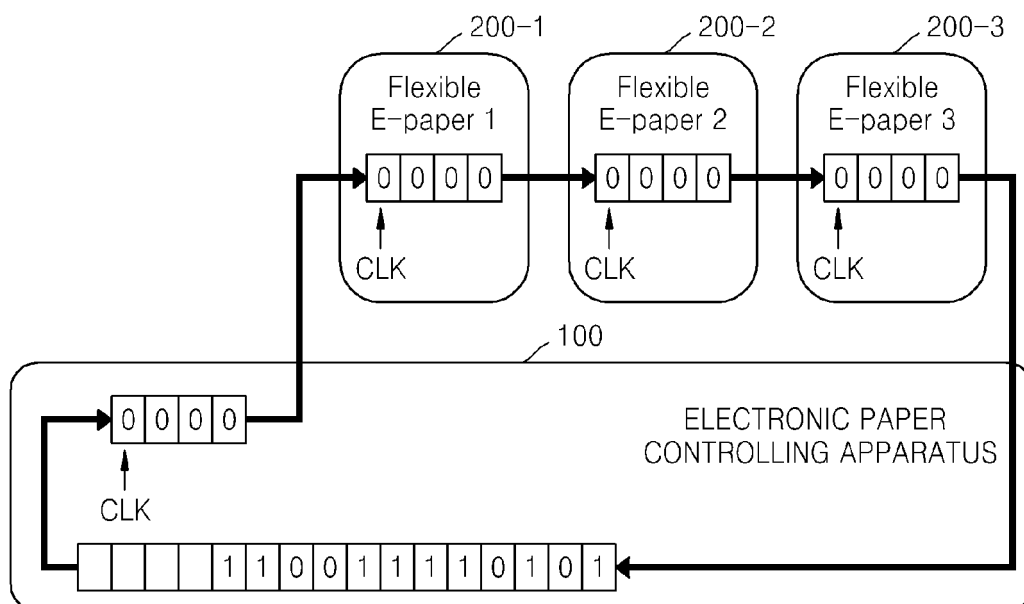 200-1
200-2
200-3
Flexible
E-paper 1
Flexible
E-paper 2
Flexible
E-paper 3
0 0 0 0
0 0 0 0
0 0 0 0
CLK
CLK
CLK
100
0 0 0 0
ELECTRONIC PAPER
CONTROLLING APPARATUS
CLK
1 1 0 0 1 1 1 1 0 1 0 1